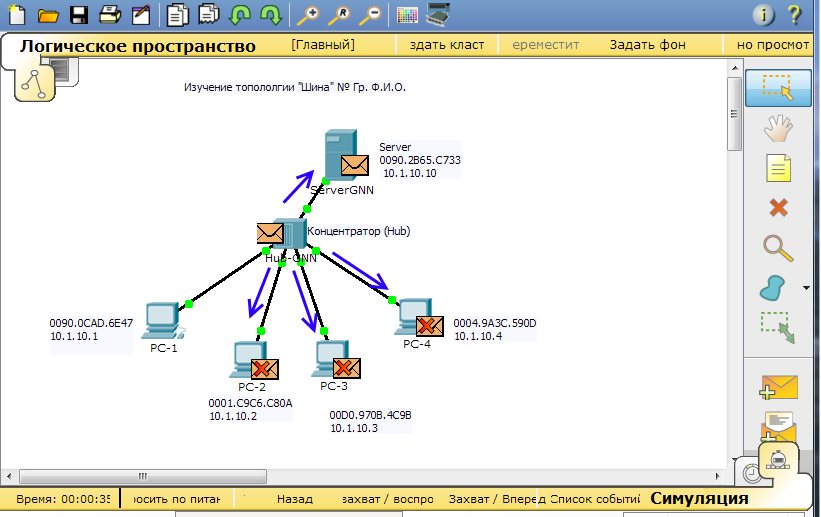 Логическое пространство [Главный] здать класт ереместит Задать фон но просмот
Изучение топололгии "Шина" № Гр. Ф.И.О.
Server
0090.2B65.C733
10.1.10.10
ServerGNN
Концентратор (Hub)
Hub-GNN
0090.0CAD.6E47
10.1.10.1
PC-1
PC-2
0001.C9C6.C80A
10.1.10.2
PC-3
00D0.970B.4C9B
10.1.10.3
PC-4
0004.9A3C.590D
10.1.10.4
Время: 00:00:35 осить по питан Назад захват / воспро Захват / Вперед Список событий Симуляция